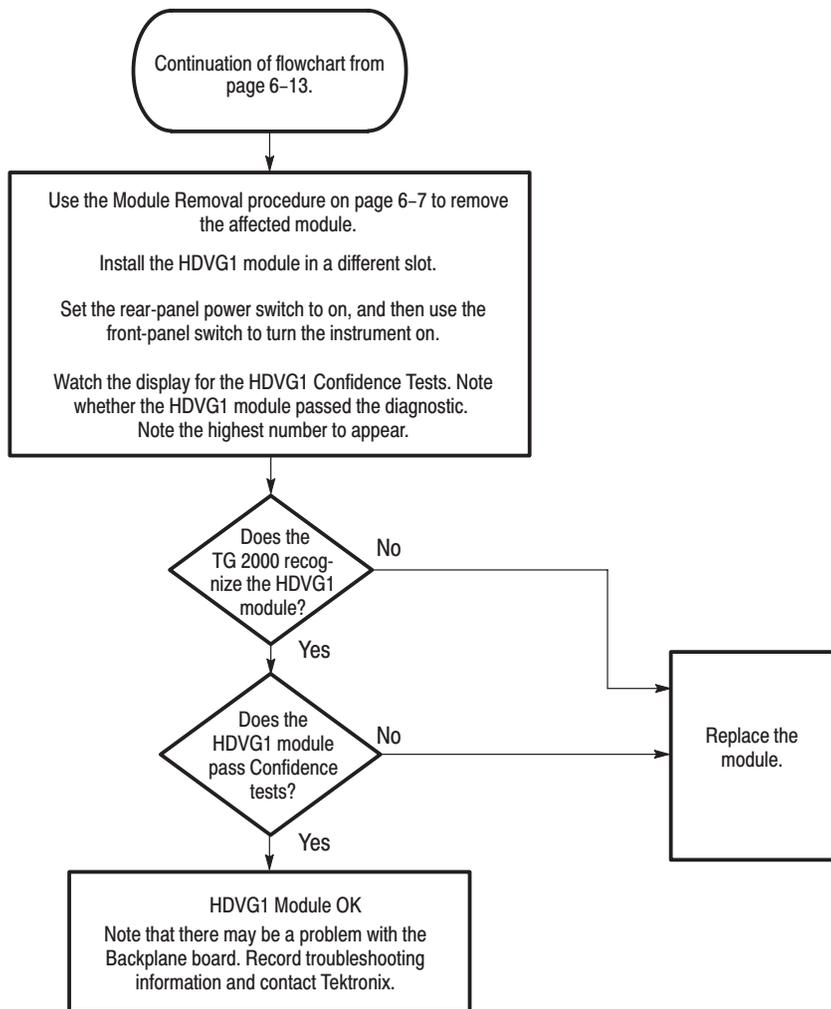 Continuation of flowchart from
page 6–13.
Use the Module Removal procedure on page 6–7 to remove
the affected module.
Install the HDVG1 module in a different slot.
Set the rear-panel power switch to on, and then use the
front-panel switch to turn the instrument on.
Watch the display for the HDVG1 Confidence Tests. Note
whether the HDVG1 module passed the diagnostic.
Note the highest number to appear.
Does the
TG 2000 recog-
nize the HDVG1
module?
No
Yes
Does the
HDVG1 module
pass Confidence
tests?
No
Replace the
module.
Yes
HDVG1 Module OK
Note that there may be a problem with the
Backplane board. Record troubleshooting
information and contact Tektronix.